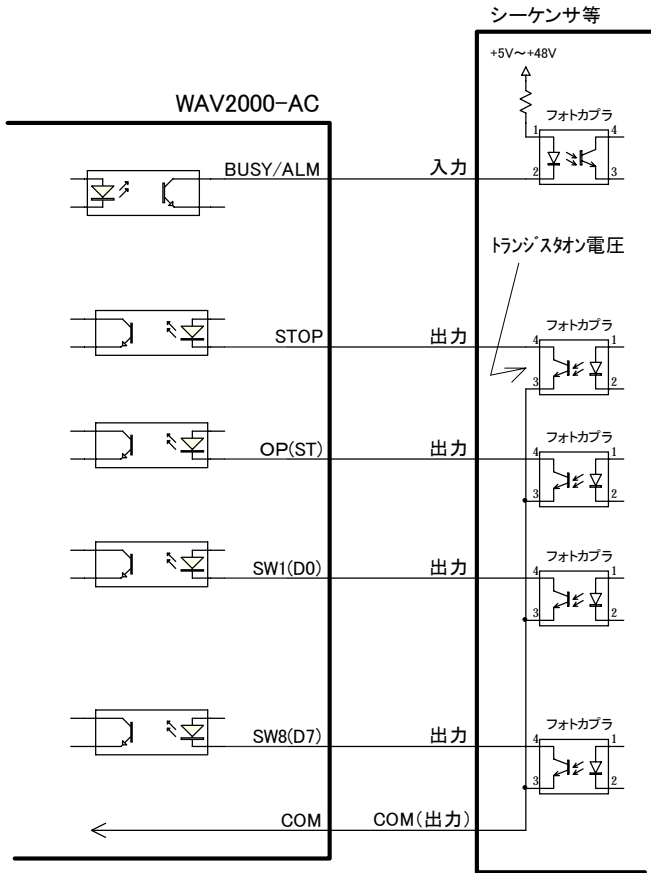 シーケンサ等
+5V～+48V
WAV2000-AC
フォトカプラ
1 4
2 3
BUSY/ALM 入力
トランジスタオン電圧
フォトカプラ
4 1
3 2
STOP 出力
フォトカプラ
4 1
3 2
OP(ST) 出力
フォトカプラ
4 1
3 2
SW1(D0) 出力
フォトカプラ
4 1
3 2
SW8(D7) 出力
COM COM(出力)